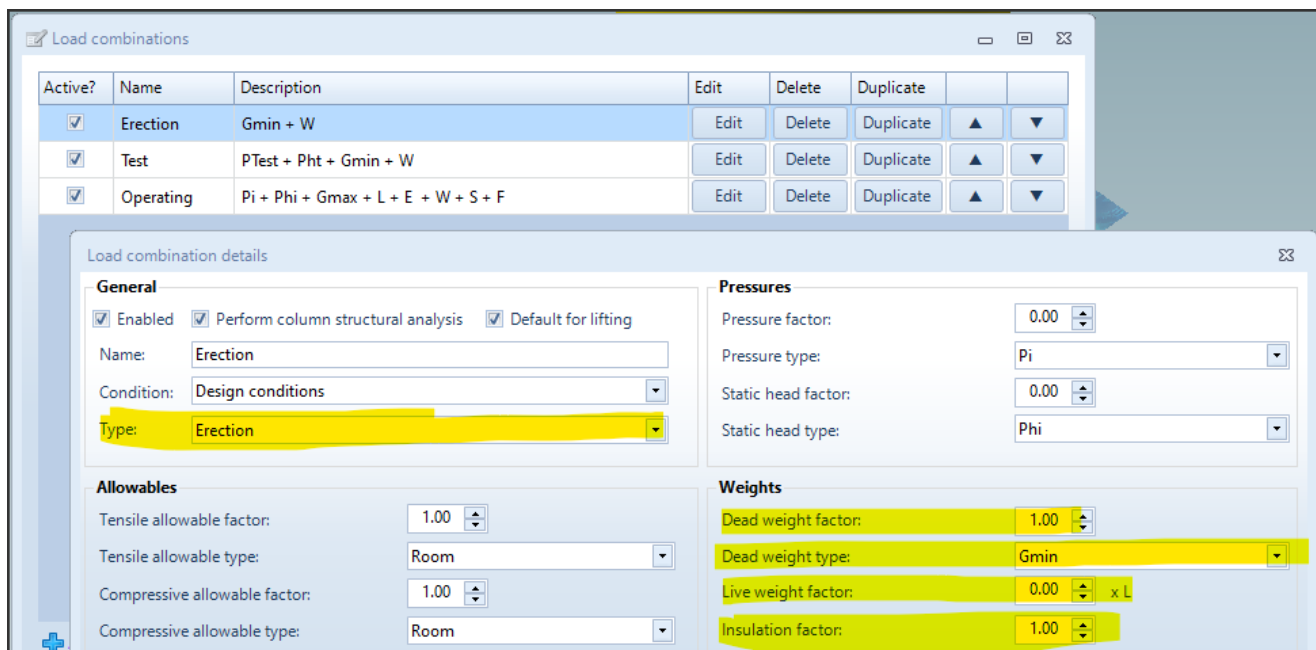 Load combinations
Active? Name Description Edit Delete Duplicate
Erection Gmin + W Edit Delete Duplicate
Test PTest + Pht + Gmin + W Edit Delete Duplicate
Operating Pi + Phi + Gmax + L + E + W + S + F Edit Delete Duplicate
Load combination details
General
Enabled Perform column structural analysis Default for lifting
Name: Erection
Condition: Design conditions
Type: Erection
Pressures
Pressure factor: 0.00
Pressure type: Pi
Static head factor: 0.00
Static head type: Phi
Allowables
Tensile allowable factor: 1.00
Tensile allowable type: Room
Compressive allowable factor: 1.00
Compressive allowable type: Room
Weights
Dead weight factor: 1.00
Dead weight type: Gmin
Live weight factor: 0.00 x L
Insulation factor: 1.00